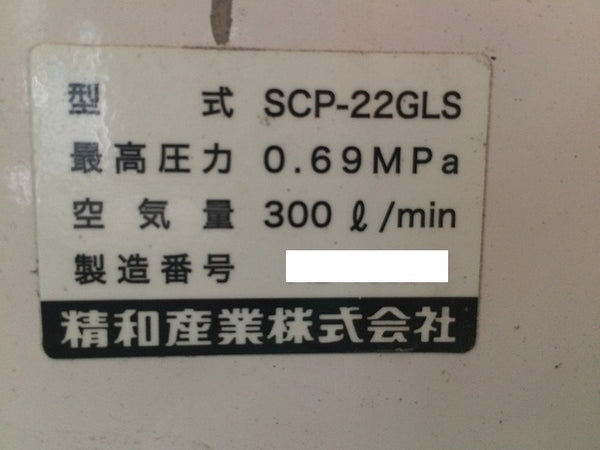 型式 SCP-22GLS
最高圧力 0.69MPa
空気量 300ℓ/min
製造番号
精和産業株式会社